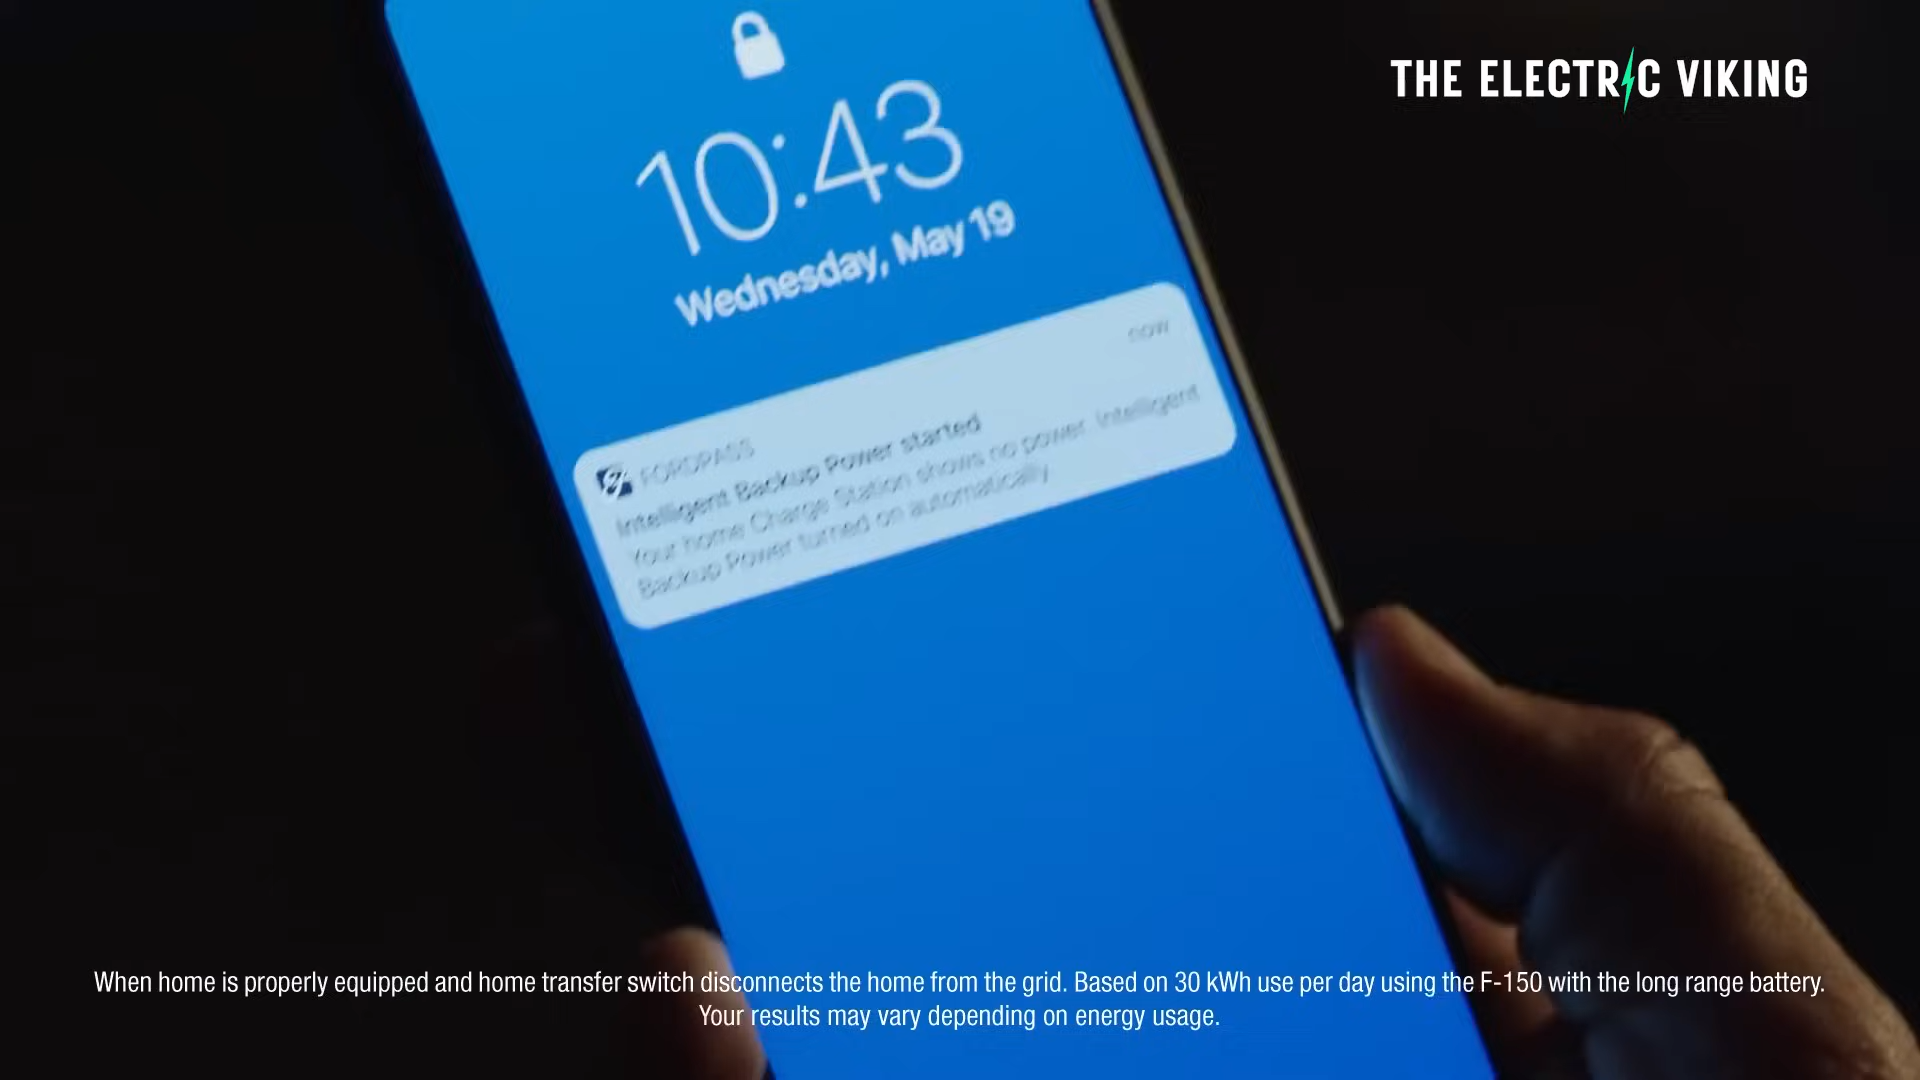 THE ELECTRIC VIKING
10:43
Wednesday, May 19
now
FORDPASS
Intelligent Backup Power started
Your home Charge Station shows no power. Intelligent
Backup Power turned on automatically
When home is properly equipped and home transfer switch disconnects the home from the grid. Based on 30 kWh use per day using the F-150 with the long range battery.
Your results may vary depending on energy usage.